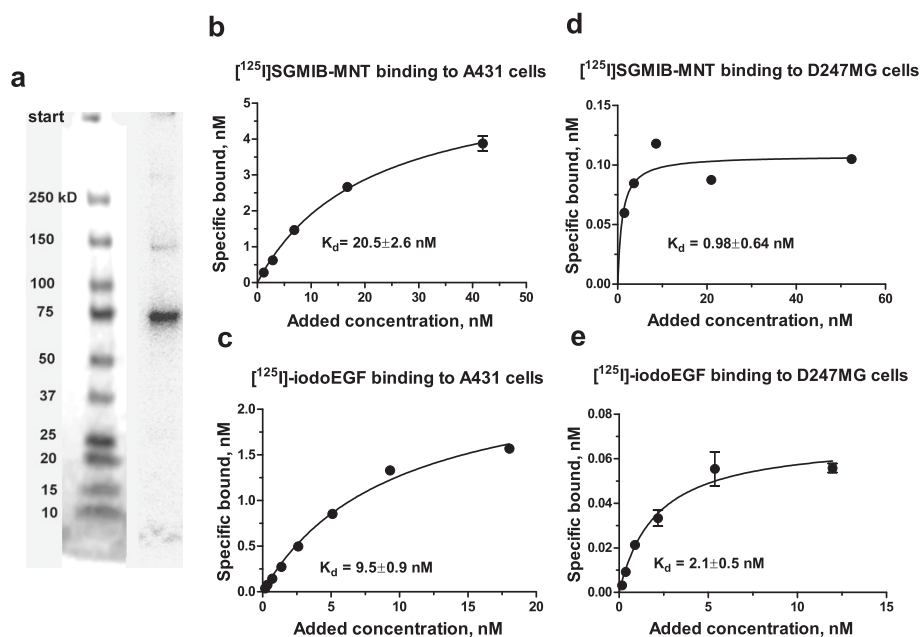 a
start
250 kD
150
100
75
50
37
25
20
15
10
b
[¹²⁵I]SGMIB-MNT binding to A431 cells
Specific bound, nM
5
4
3
2
1
0
0 10 20 30 40 50
K_d= 20.5±2.6 nM
Added concentration, nM
c
[¹²⁵I]-iodoEGF binding to A431 cells
Specific bound, nM
2.0
1.5
1.0
0.5
0.0
0 5 10 15 20
K_d = 9.5±0.9 nM
Added concentration, nM
d
[¹²⁵I]SGMIB-MNT binding to D247MG cells
Specific bound, nM
0.15
0.10
0.05
0.00
0 20 40 60
K_d = 0.98±0.64 nM
Added concentration, nM
e
[¹²⁵I]-iodoEGF binding to D247MG cells
Specific bound, nM
0.08
0.06
0.04
0.02
0.00
0 5 10 15
K_d = 2.1±0.5 nM
Added concentration, nM